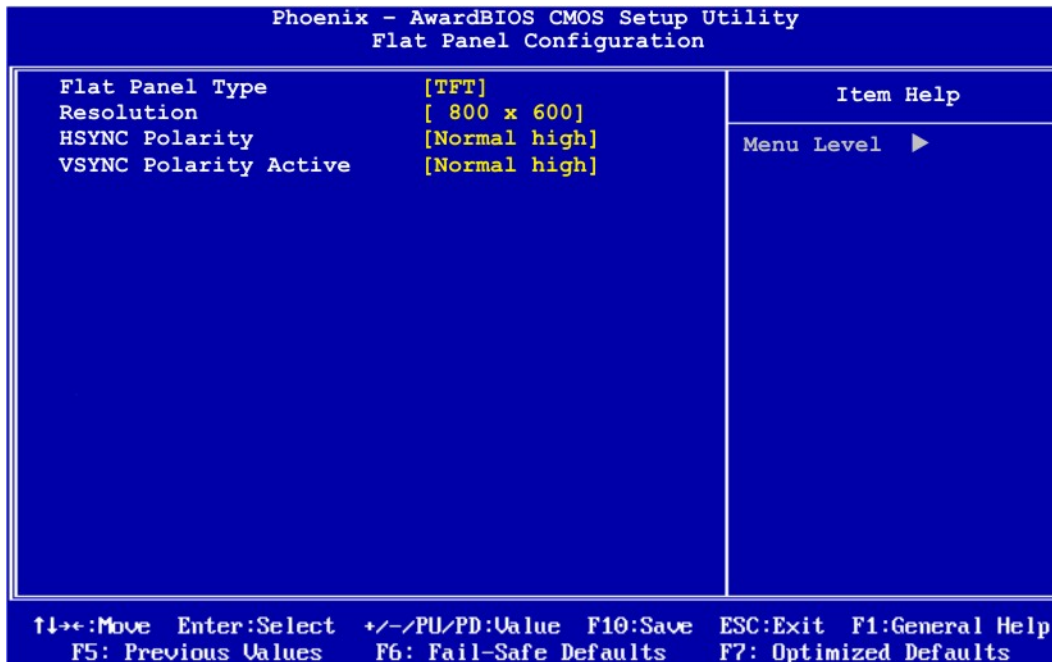 Phoenix - AwardBIOS CMOS Setup Utility
Flat Panel Configuration
Flat Panel Type [TFT]
Resolution [ 800 x 600]
HSYNC Polarity [Normal high]
VSYNC Polarity Active [Normal high]
Item Help
Menu Level ▶
↑↓→←:Move Enter:Select +/-/PU/PD:Value F10:Save ESC:Exit F1:General Help
F5: Previous Values F6: Fail-Safe Defaults F7: Optimized Defaults